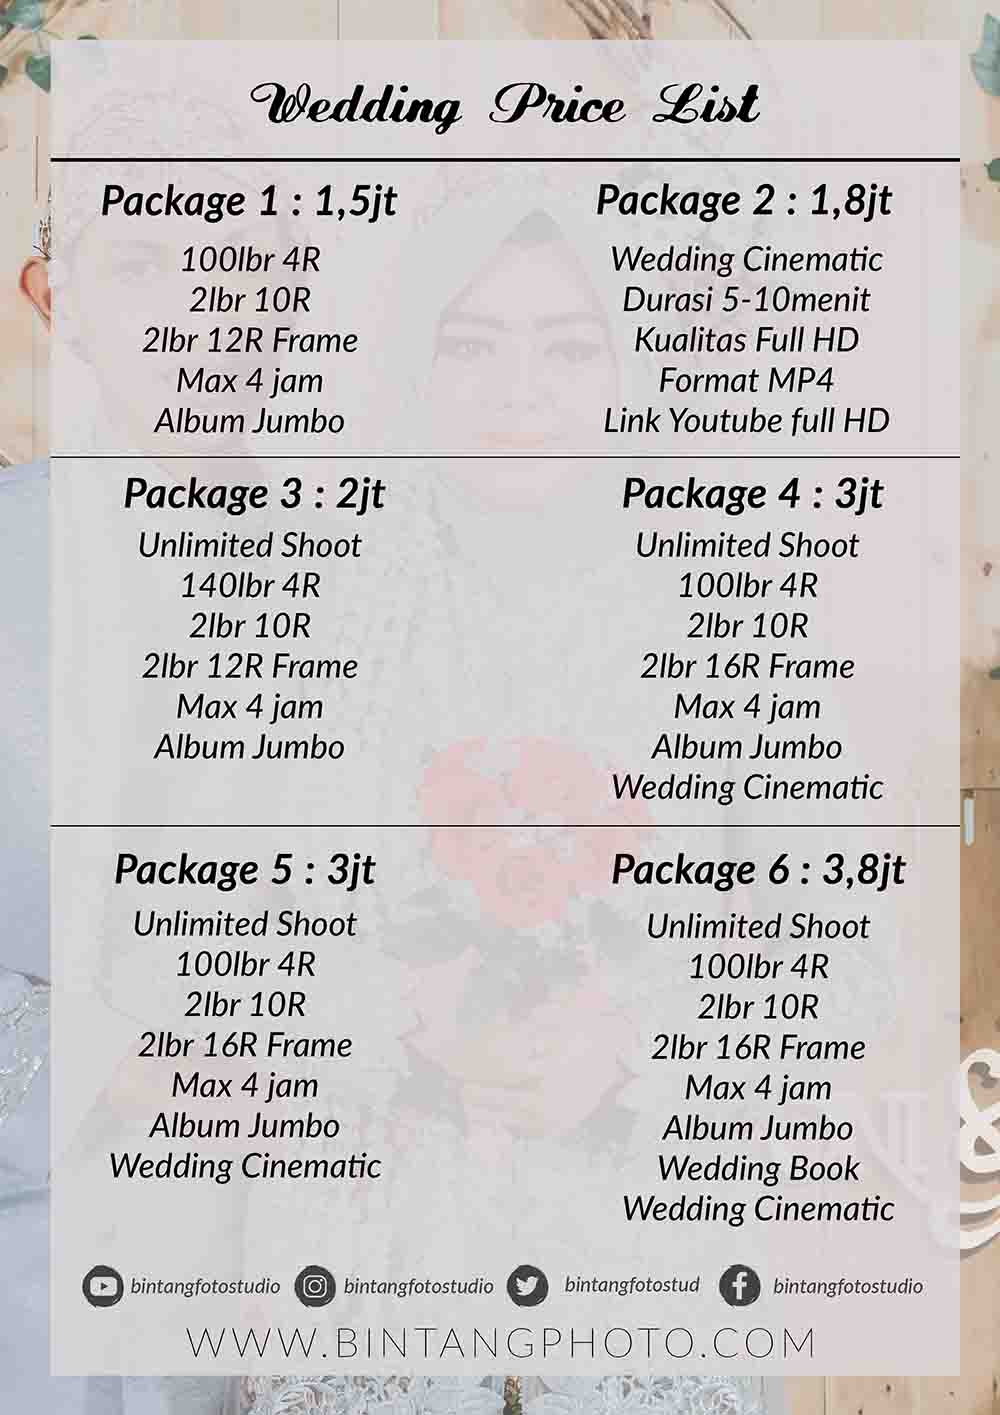 Wedding Price List
Package 1 : 1,5jt
100lbr 4R
2lbr 10R
2lbr 12R Frame
Max 4 jam
Album Jumbo
Package 2 : 1,8jt
Wedding Cinematic
Durasi 5-10menit
Kualitas Full HD
Format MP4
Link Youtube full HD
Package 3 : 2jt
Unlimited Shoot
140lbr 4R
2lbr 10R
2lbr 12R Frame
Max 4 jam
Album Jumbo
Package 4 : 3jt
Unlimited Shoot
100lbr 4R
2lbr 10R
2lbr 16R Frame
Max 4 jam
Album Jumbo
Wedding Cinematic
Package 5 : 3jt
Unlimited Shoot
100lbr 4R
2lbr 10R
2lbr 16R Frame
Max 4 jam
Album Jumbo
Wedding Cinematic
Package 6 : 3,8jt
Unlimited Shoot
100lbr 4R
2lbr 10R
2lbr 16R Frame
Max 4 jam
Album Jumbo
Wedding Book
Wedding Cinematic
bintangfotostudio bintangfotostudio bintangfotostud bintangfotostudio
WWW.BINTANGPHOTO.COM
&